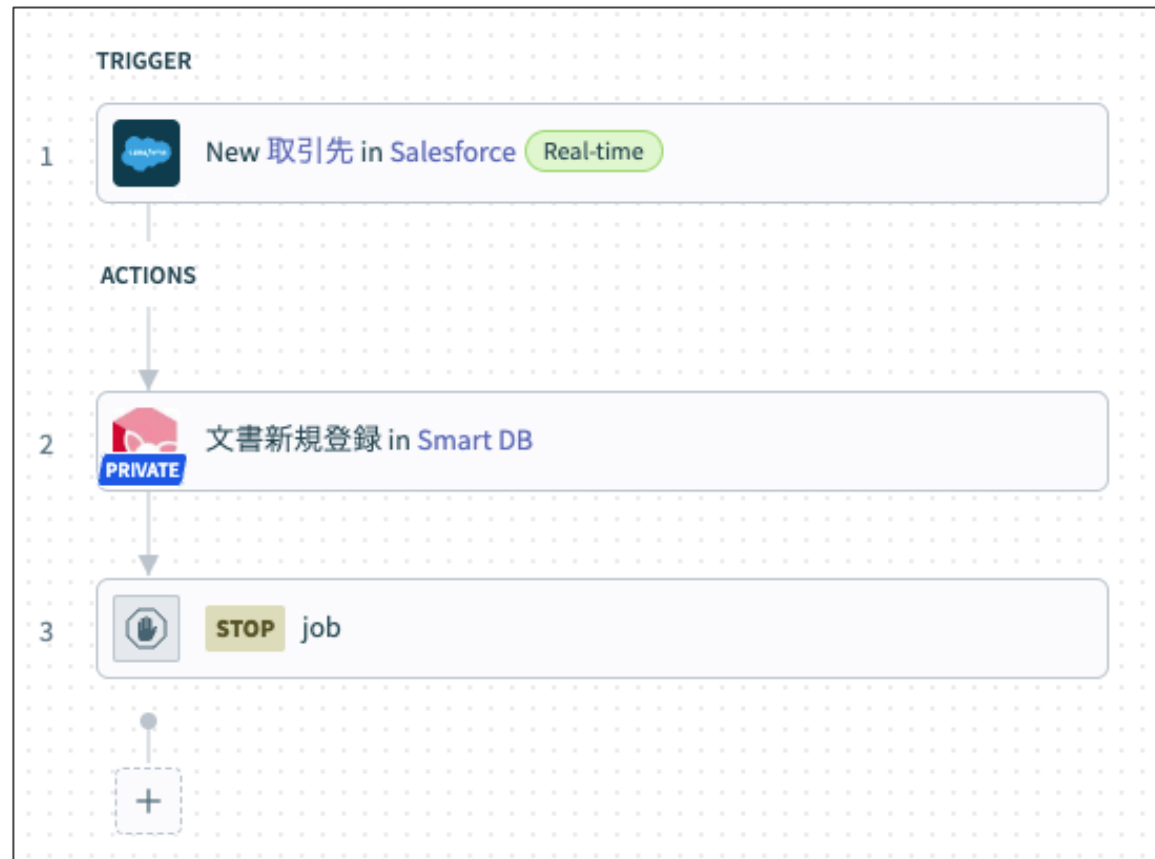 TRIGGER
1
New 取引先 in Salesforce Real-time
ACTIONS
2
文書新規登録 in Smart DB
PRIVATE
3
STOP job